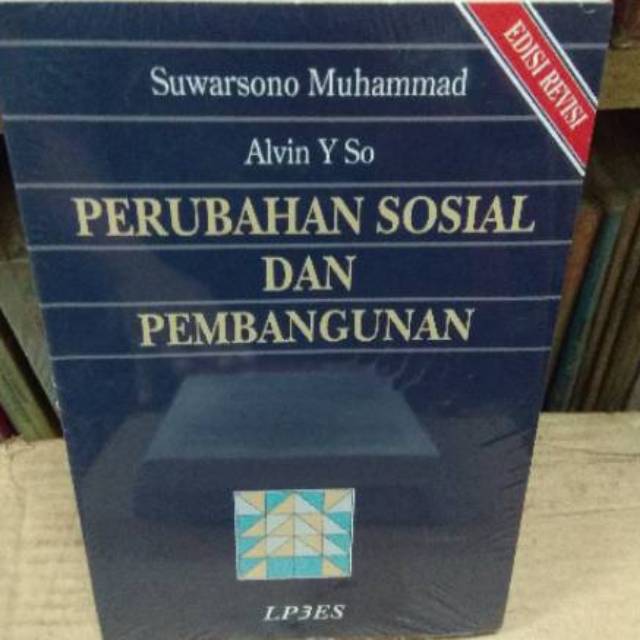 EDISI REVISI
Suwarsono Muhammad
Alvin Y So
PERUBAHAN SOSIAL
DAN
PEMBANGUNAN
LP3ES